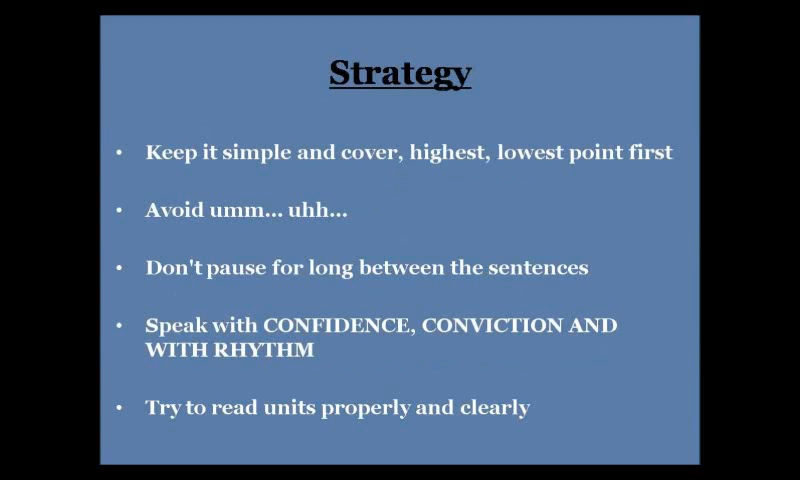 Strategy
• Keep it simple and cover, highest, lowest point first
• Avoid umm... uhh...
• Don't pause for long between the sentences
• Speak with CONFIDENCE, CONVICTION AND
WITH RHYTHM
• Try to read units properly and clearly